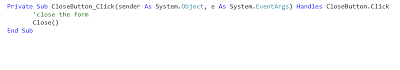 Private Sub CloseButton_Click(sender As System.Object, e As System.EventArgs) Handles CloseButton.Click
'close the form
Close()
End Sub